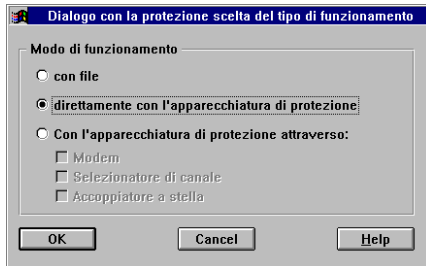 Dialogo con la protezione scelta del tipo di funzionamento
Modo di funzionamento
con file
direttamente con l'apparecchiatura di protezione
Con l'apparecchiatura di protezione attraverso:
Modem
Selezionatore di canale
Accoppiatore a stella
OK Cancel Help